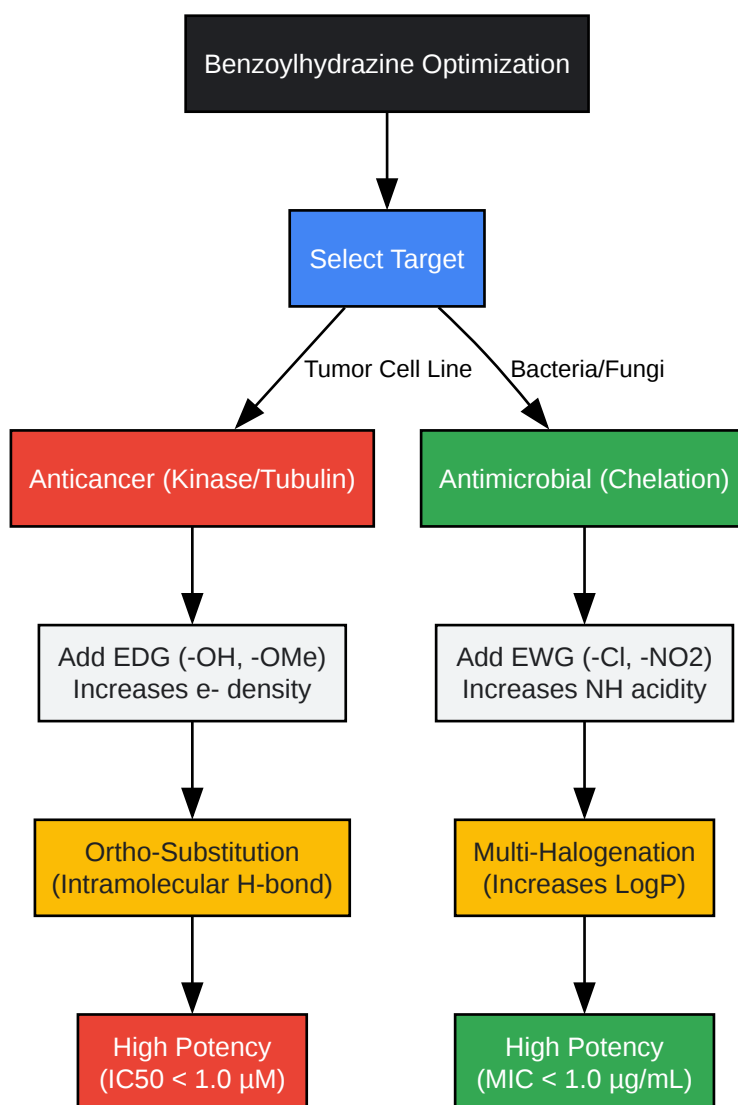 Benzoylhydrazine Optimization
Select Target
Tumor Cell Line
Bacteria/Fungi
Anticancer (Kinase/Tubulin)
Antimicrobial (Chelation)
Add EDG (-OH, -OMe)
Increases e- density
Add EWG (-Cl, -NO2)
Increases NH acidity
Ortho-Substitution
(Intramolecular H-bond)
Multi-Halogenation
(Increases LogP)
High Potency
(IC50 < 1.0 µM)
High Potency
(MIC < 1.0 µg/mL)